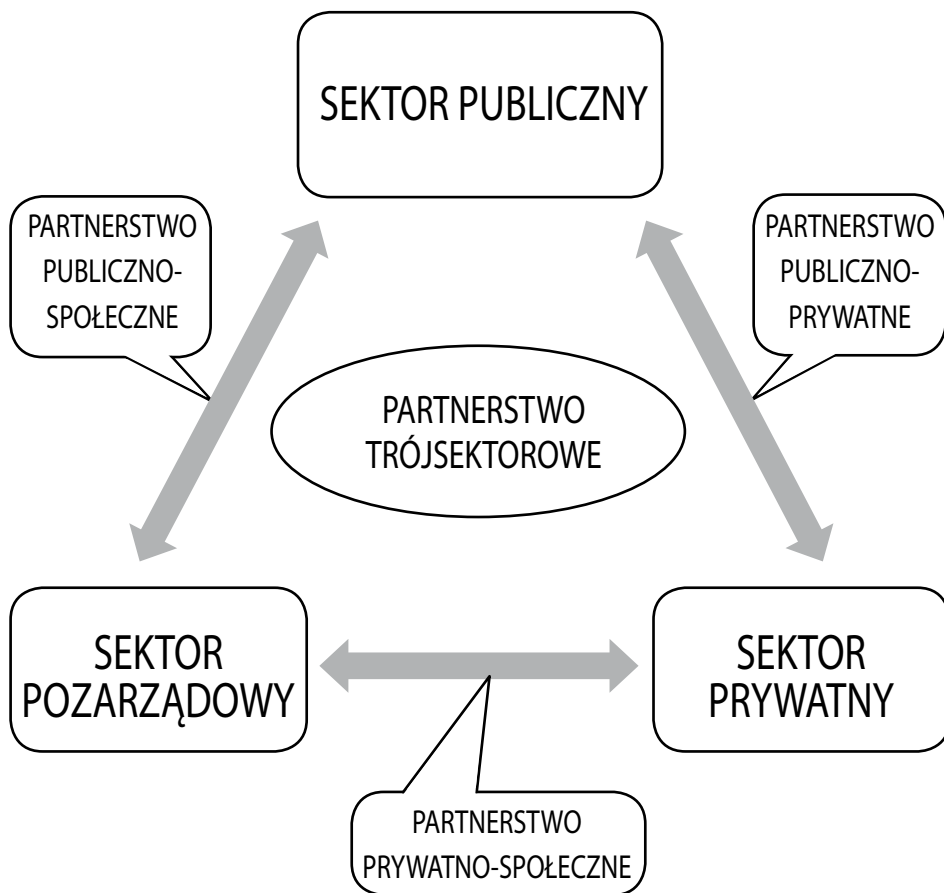 SEKTOR PUBLICZNY
PARTNERSTWO
PUBLICZNO-
SPOŁECZNE
PARTNERSTWO
PUBLICZNO-
PRYWATNE
PARTNERSTWO
TRÓJSEKTOROWE
SEKTOR
POZARZĄDOWY
SEKTOR
PRYWATNY
PARTNERSTWO
PRYWATNO-SPOŁECZNE